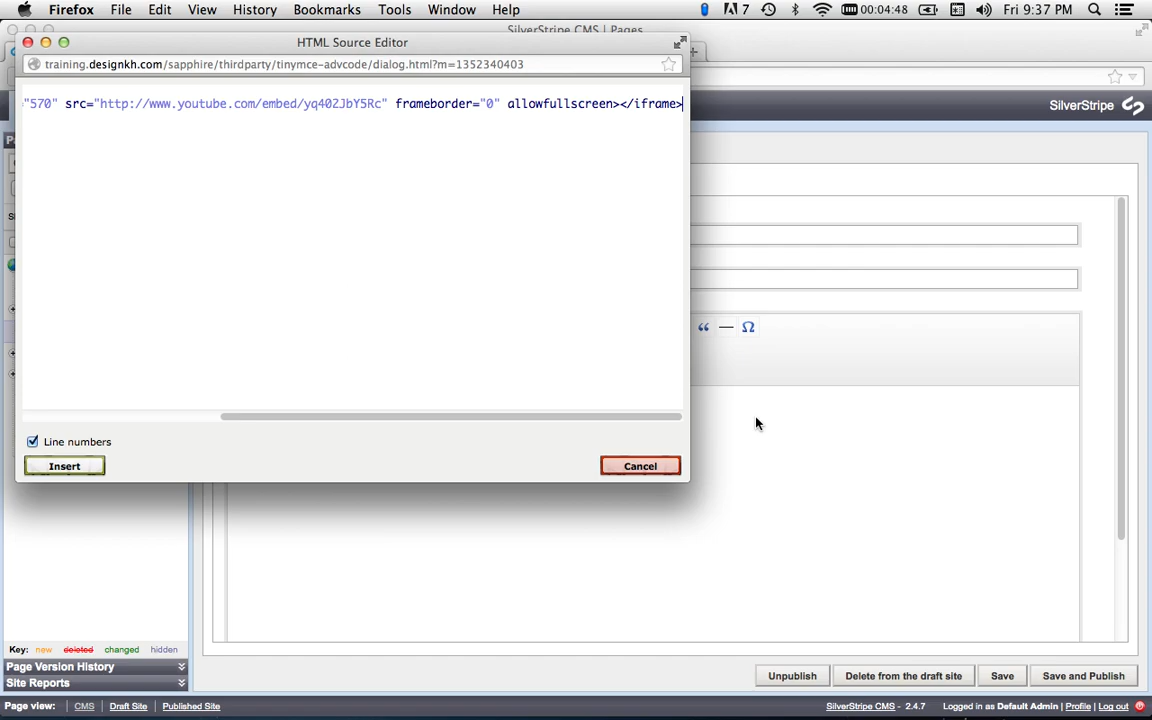 Firefox File Edit View History Bookmarks Tools Window Help 7 00:04:48 Fri 9:37 PM
SilverStripe CMS | Pages
HTML Source Editor
training.designkh.com/sapphire/thirdparty/tinymce-advcode/dialog.html?m=1352340403
"570" src="http://www.youtube.com/embed/yq402JbY5Rc" frameborder="0" allowfullscreen></iframe>
SilverStripe
“ — Ω
Line numbers
Insert Cancel
Key: new deleted changed hidden
Page Version History
Site Reports
Unpublish Delete from the draft site Save Save and Publish
Page view: CMS Draft Site Published Site SilverStripe CMS - 2.4.7 Logged in as Default Admin | Profile | Log out